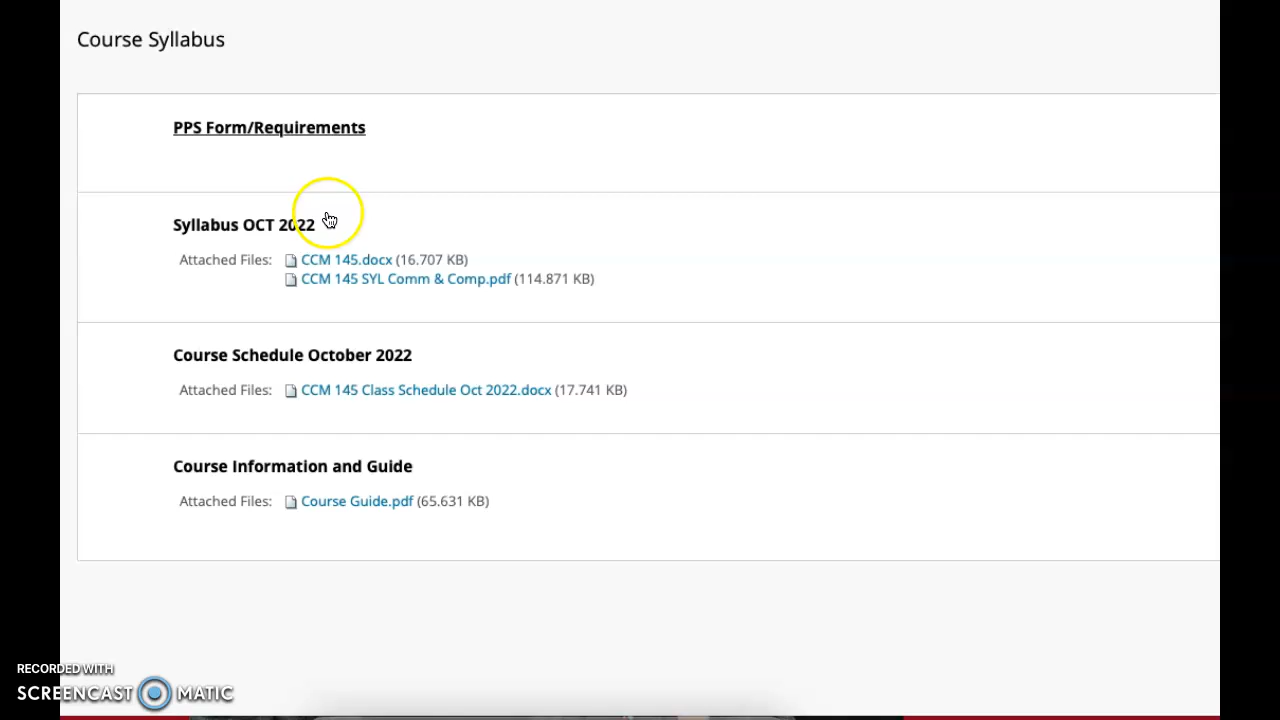 Course Syllabus
PPS Form/Requirements
Syllabus OCT 2022
Attached Files: CCM 145.docx (16.707 KB)
CCM 145 SYL Comm & Comp.pdf (114.871 KB)
Course Schedule October 2022
Attached Files: CCM 145 Class Schedule Oct 2022.docx (17.741 KB)
Course Information and Guide
Attached Files: Course Guide.pdf (65.631 KB)
RECORDED WITH
SCREENCAST MATIC